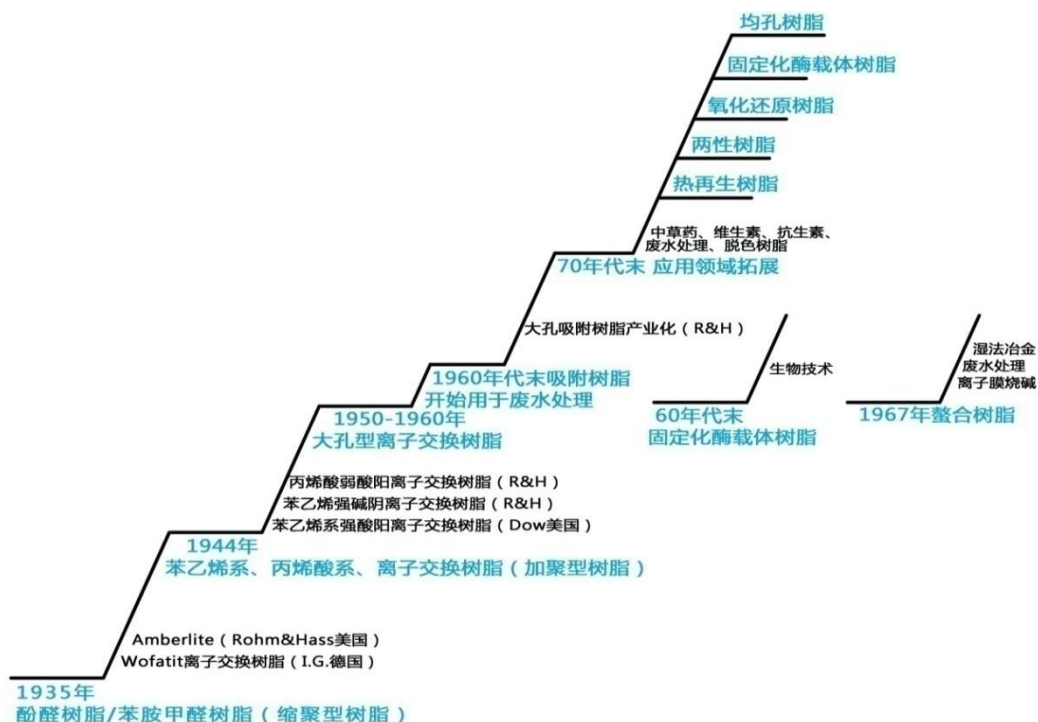 均孔树脂
固定化酶载体树脂
氧化还原树脂
两性树脂
热再生树脂
中草药、维生素、抗生素、
废水处理、脱色树脂
70年代末 应用领域拓展
大孔吸附树脂产业化（R&H）
1960年代末吸附树脂
开始用于废水处理
生物技术
60年代末
固定化酶载体树脂
湿法冶金
废水处理
离子膜烧碱
1967年螯合树脂
1950-1960年
大孔型离子交换树脂
丙烯酸弱酸阳离子交换树脂（R&H）
苯乙烯强碱阴离子交换树脂（R&H）
苯乙烯系强酸阳离子交换树脂（Dow美国）
1944年
苯乙烯系、丙烯酸系、离子交换树脂（加聚型树脂）
Amberlite（Rohm&Hass美国）
Wofatit离子交换树脂（I.G.德国）
1935年
酚醛树脂/苯胺甲醛树脂（缩聚型树脂）